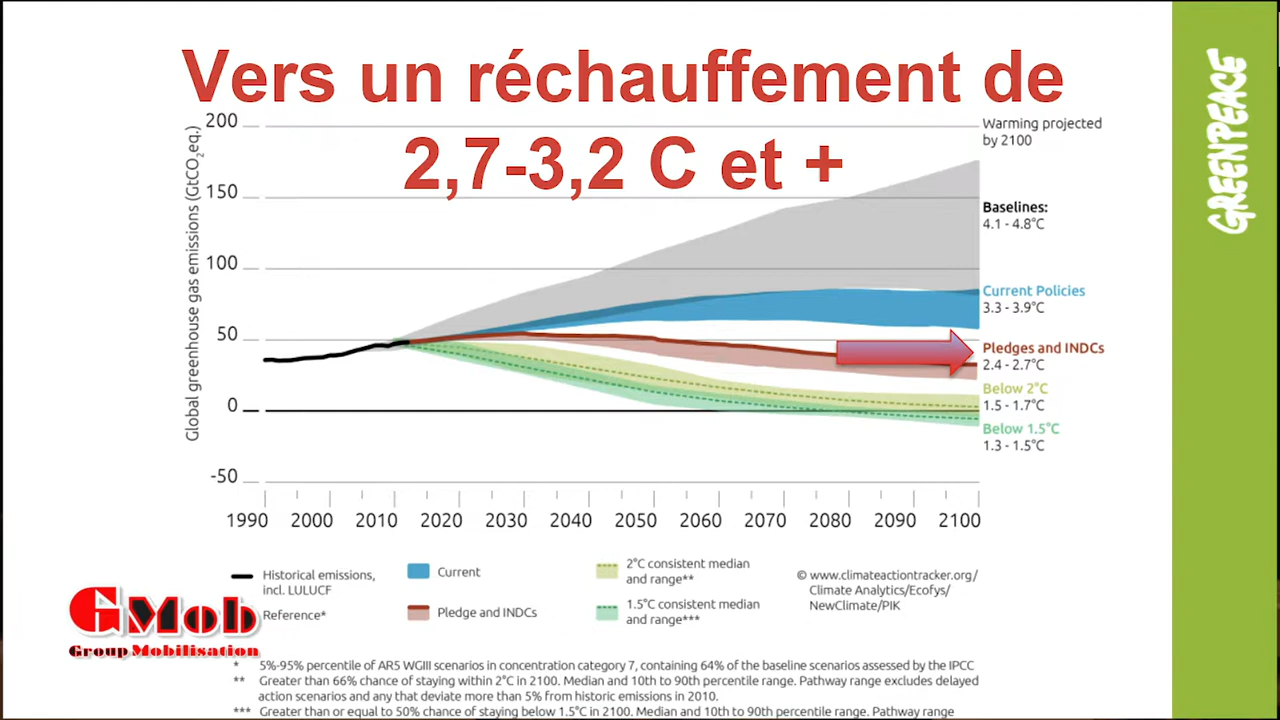 Vers un réchauffement de
2,7-3,2 C et +
GREENPEACE
Global greenhouse gas emissions (GtCO2eq.)
200
150
100
50
0
-50
1990 2000 2010 2020 2030 2040 2050 2060 2070 2080 2090 2100
Warming projected
by 2100
Baselines:
4.1 - 4.8°C
Current Policies
3.3 - 3.9°C
Pledges and INDCs
2.4 - 2.7°C
Below 2°C
1.5 - 1.7°C
Below 1.5°C
1.3 - 1.5°C
Historical emissions,
incl. LULUCF
Reference*
Current
Pledge and INDCs
2°C consistent median
and range**
1.5°C consistent median
and range***
© www.climateactiontracker.org/
Climate Analytics/Ecofys/
NewClimate/PIK
GMob
Group Mobilisation
* 5%-95% percentile of AR5 WGIII scenarios in concentration category 7, containing 64% of the baseline scenarios assessed by the IPCC
** Greater than 66% chance of staying within 2°C in 2100. Median and 10th to 90th percentile range. Pathway range excludes delayed
action scenarios and any that deviate more than 5% from historic emissions in 2010.
*** Greater than or equal to 50% chance of staying below 1.5°C in 2100. Median and 10th to 90th percentile range. Pathway range